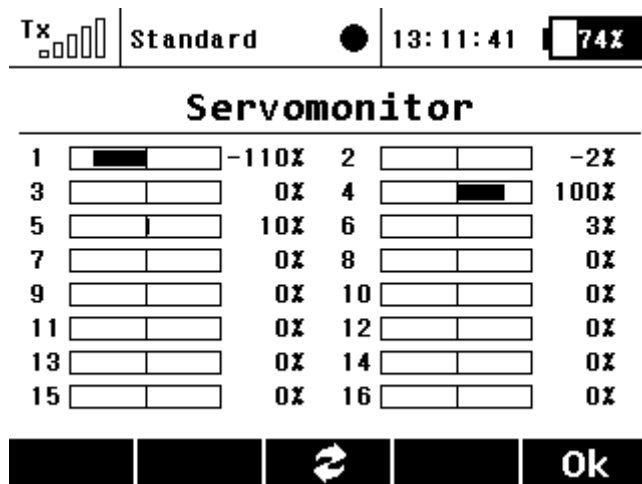 Tx Standard 13:11:41 74%
Servomonitor
1 -110% 2 -2%
3 0% 4 100%
5 10% 6 3%
7 0% 8 0%
9 0% 10 0%
11 0% 12 0%
13 0% 14 0%
15 0% 16 0%
Ok